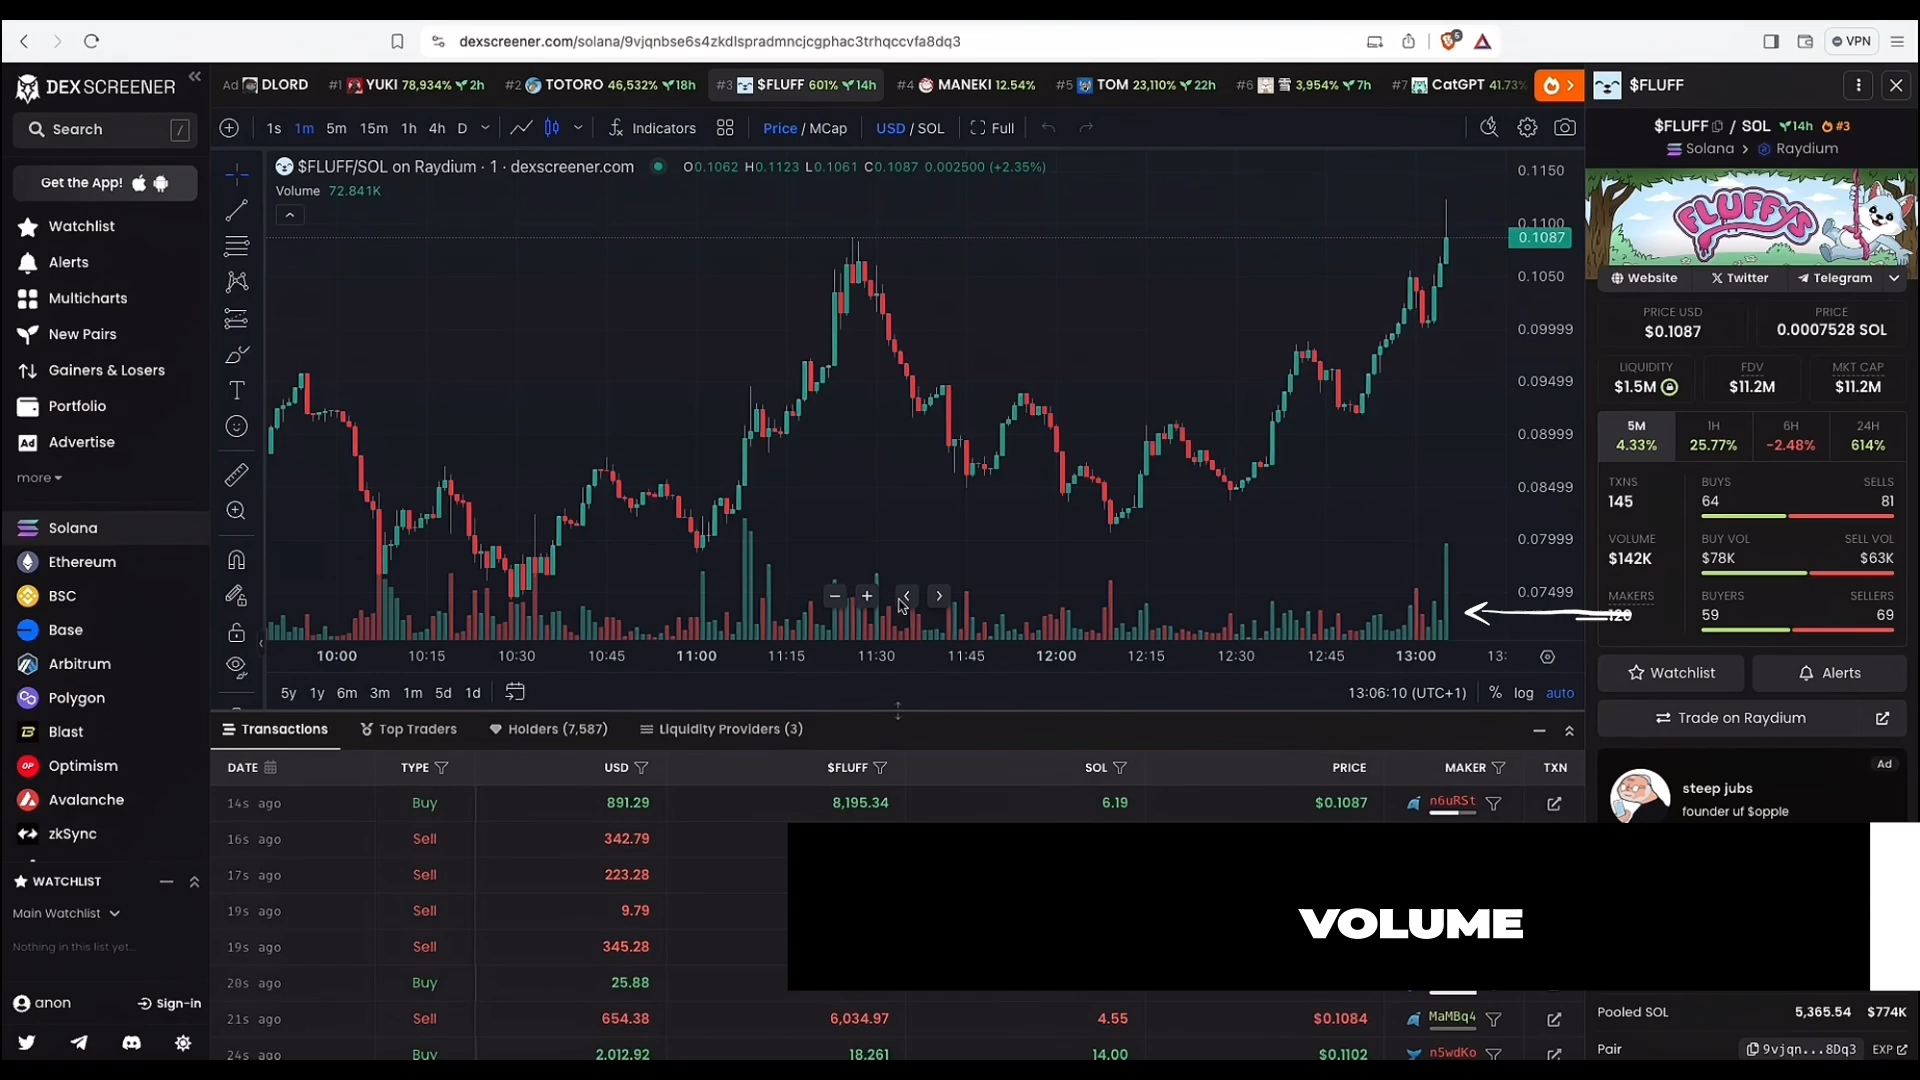 dexscreener.com/solana/9vjqnbse6s4zkdlspradmncjcgphac3trhqccvfa8dq3
VPN
DEX SCREENER
Ad DLORD #1 YUKI 78,934% 2h #2 TOTORO 46,532% 18h #3 $FLUFF 601% 14h #4 MANEKI 12.54% #5 TOM 23,110% 22h #6 雪 3,954% 7h #7 CatGPT 41.73%
$FLUFF
Search /
Get the App!
Watchlist
Alerts
Multicharts
New Pairs
Gainers & Losers
Portfolio
Ad Advertise
more
Solana
Ethereum
BSC
Base
Arbitrum
Polygon
Blast
OP Optimism
Avalanche
zkSync
WATCHLIST
Main Watchlist
Nothing in this list yet...
anon Sign-in
1s 1m 5m 15m 1h 4h D Indicators Price / MCap USD / SOL Full
$FLUFF/SOL on Raydium · 1 · dexscreener.com O0.1062 H0.1123 L0.1061 C0.1087 0.002500 (+2.35%)
Volume 72.841K
0.1150
0.1100
0.1087
0.1050
0.09999
0.09499
0.08999
0.08499
0.07999
0.07499
10:00 10:15 10:30 10:45 11:00 11:15 11:30 11:45 12:00 12:15 12:30 12:45 13:00 13:
5y 1y 6m 3m 1m 5d 1d 13:06:10 (UTC+1) % log auto
Transactions Top Traders Holders (7,587) Liquidity Providers (3)
DATE TYPE USD $FLUFF SOL PRICE MAKER TXN
14s ago Buy 891.29 8,195.34 6.19 $0.1087 n6uRSt
16s ago Sell 342.79
17s ago Sell 223.28
19s ago Sell 9.79
19s ago Sell 345.28
20s ago Buy 25.88
21s ago Sell 654.38 6,034.97 4.55 $0.1084 MaMBq4
24s ago Buy 2,012.92 18,261 14.00 $0.1102 n5wdKo
VOLUME
$FLUFF / SOL 14h #3
Solana > Raydium
FLUFFYS
Website Twitter Telegram
PRICE USD PRICE
$0.1087 0.0007528 SOL
LIQUIDITY FDV MKT CAP
$1.5M $11.2M $11.2M
5M 1H 6H 24H
4.33% 25.77% -2.48% 614%
TXNS BUYS SELLS
145 64 81
VOLUME BUY VOL SELL VOL
$142K $78K $63K
MAKERS BUYERS SELLERS
120 59 69
Watchlist Alerts
Trade on Raydium
Ad
steep jubs
founder uf $opple
Pooled SOL 5,365.54 $774K
Pair 9vjqn...8Dq3 EXP